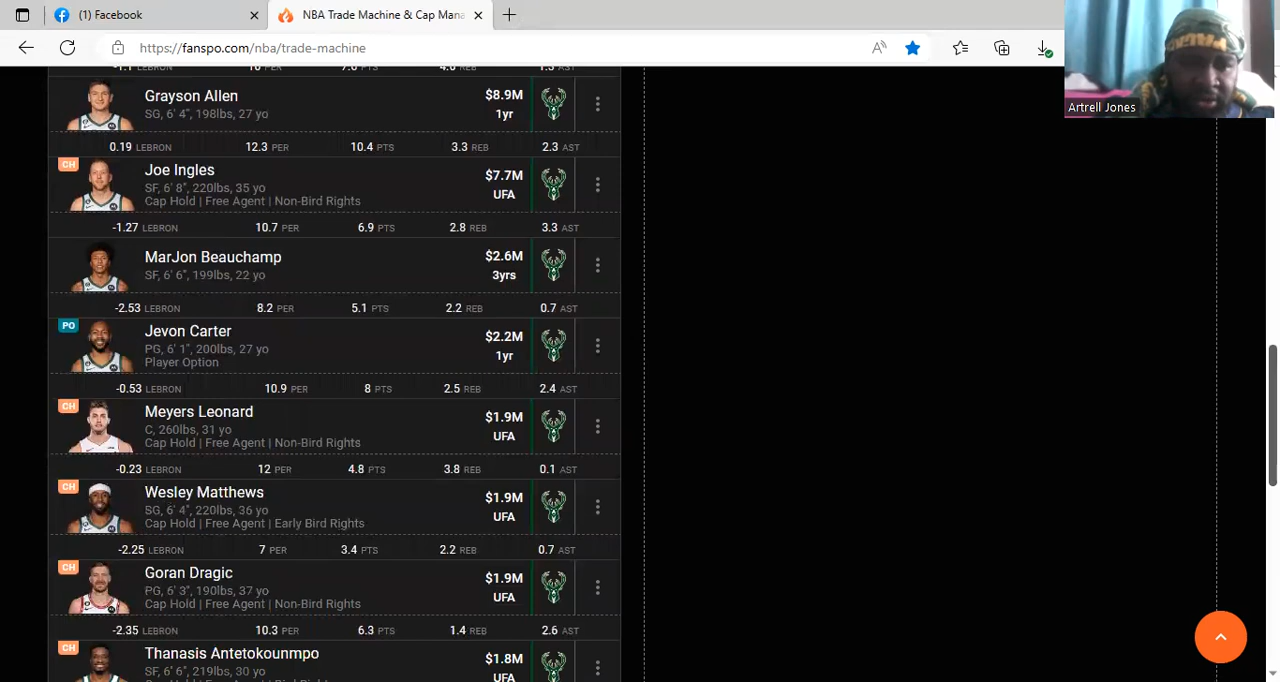 (1) Facebook
NBA Trade Machine & Cap Mana
https://fanspo.com/nba/trade-machine
-1.1 LEBRON PTS AST
Grayson Allen $8.9M
SG, 6' 4", 198lbs, 27 yo 1yr
0.19 LEBRON 12.3 PER 10.4 PTS 3.3 REB 2.3 AST
CH Joe Ingles $7.7M
SF, 6' 8", 220lbs, 35 yo UFA
Cap Hold | Free Agent | Non-Bird Rights
-1.27 LEBRON 10.7 PER 6.9 PTS 2.8 REB 3.3 AST
MarJon Beauchamp $2.6M
SF, 6' 6", 199lbs, 22 yo 3yrs
-2.53 LEBRON 8.2 PER 5.1 PTS 2.2 REB 0.7 AST
PO Jevon Carter $2.2M
PG, 6' 1", 200lbs, 27 yo 1yr
Player Option
-0.53 LEBRON 10.9 PER 8 PTS 2.5 REB 2.4 AST
CH Meyers Leonard $1.9M
C, 260lbs, 31 yo UFA
Cap Hold | Free Agent | Non-Bird Rights
-0.23 LEBRON 12 PER 4.8 PTS 3.8 REB 0.1 AST
CH Wesley Matthews $1.9M
SG, 6' 4", 220lbs, 36 yo UFA
Cap Hold | Free Agent | Early Bird Rights
-2.25 LEBRON 7 PER 3.4 PTS 2.2 REB 0.7 AST
CH Goran Dragic $1.9M
PG, 6' 3", 190lbs, 37 yo UFA
Cap Hold | Free Agent | Non-Bird Rights
-2.35 LEBRON 10.3 PER 6.3 PTS 1.4 REB 2.6 AST
CH Thanasis Antetokounmpo $1.8M
SF, 6' 6", 219lbs, 30 yo UFA
Artrell Jones